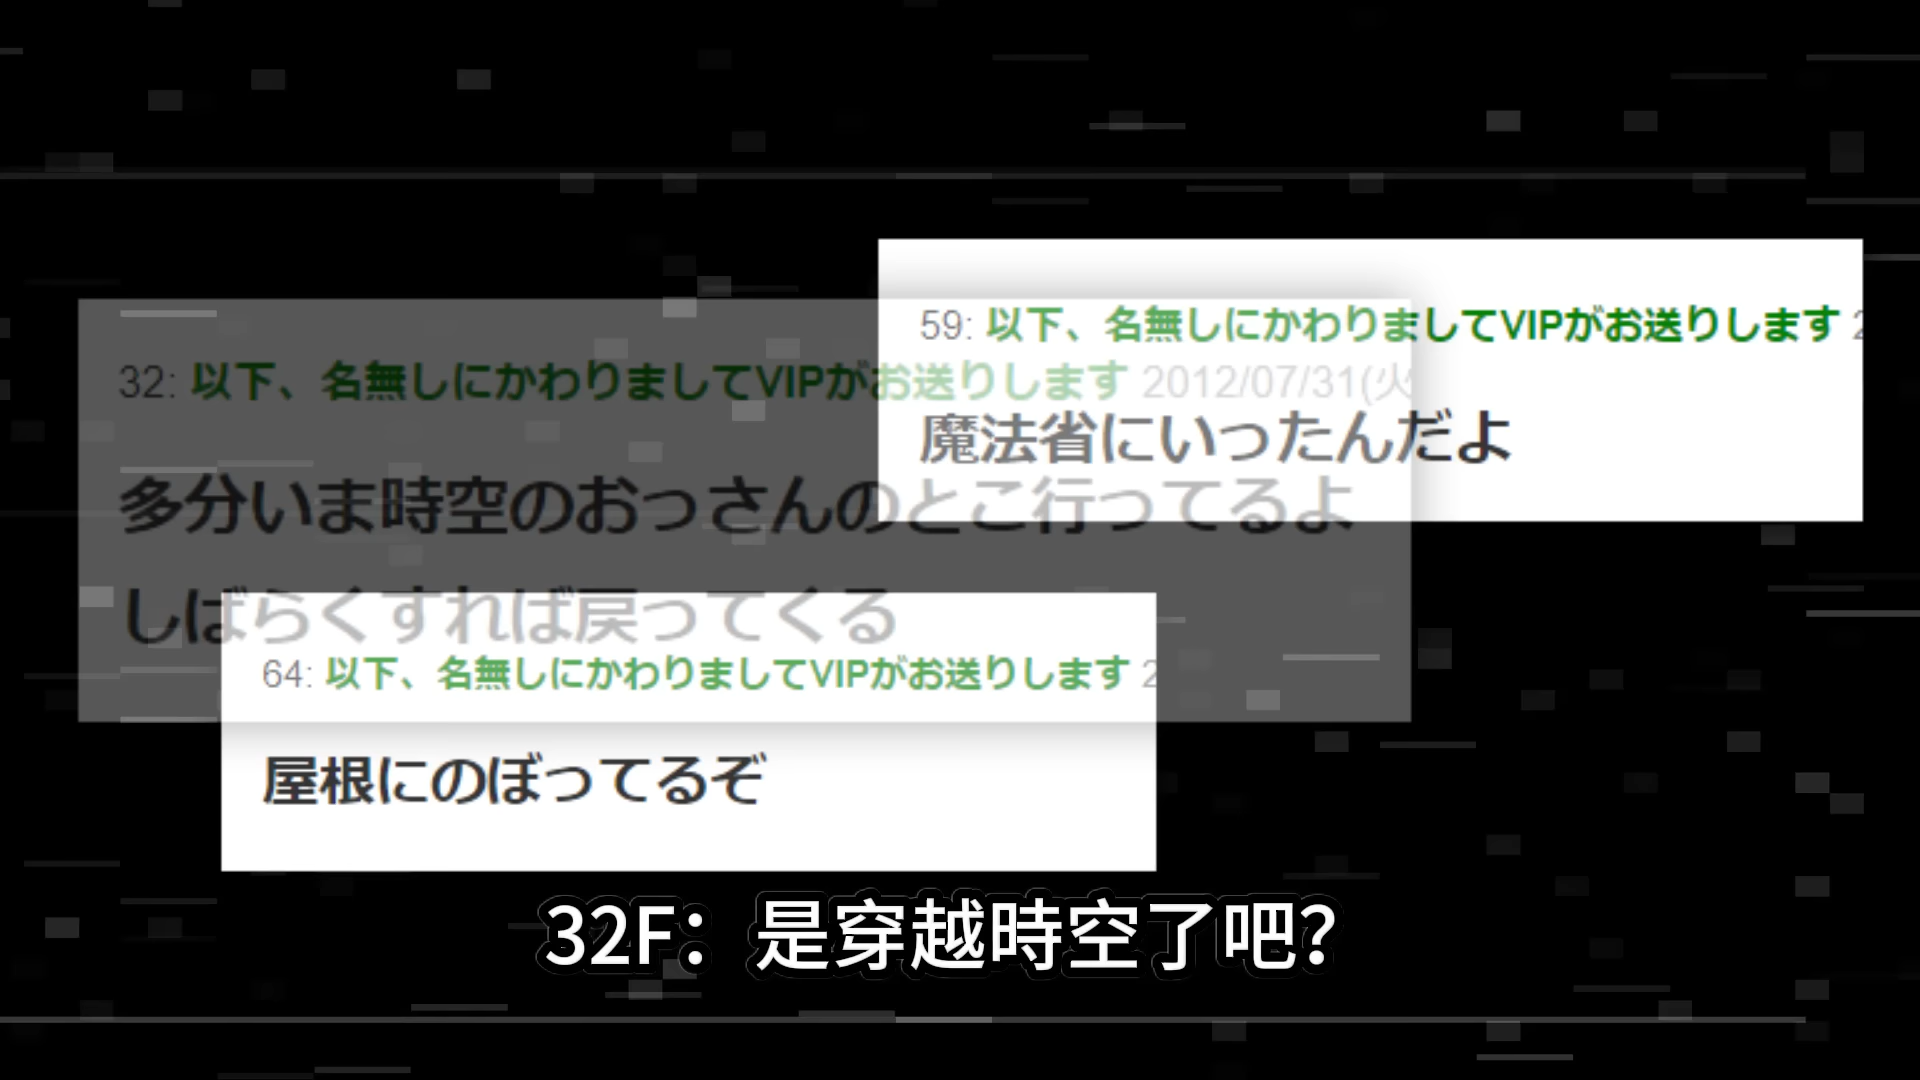 59: 以下、名無しにかわりましてVIPがお送りします 2
魔法省にいったんだよ
32: 以下、名無しにかわりましてVIPがお送りします 2012/07/31(火
多分いま時空のおっさんのとこ行ってるよ
しばらくすれば戻ってくる
64: 以下、名無しにかわりましてVIPがお送りします 2
屋根にのぼってるぞ
32F：是穿越時空了吧?